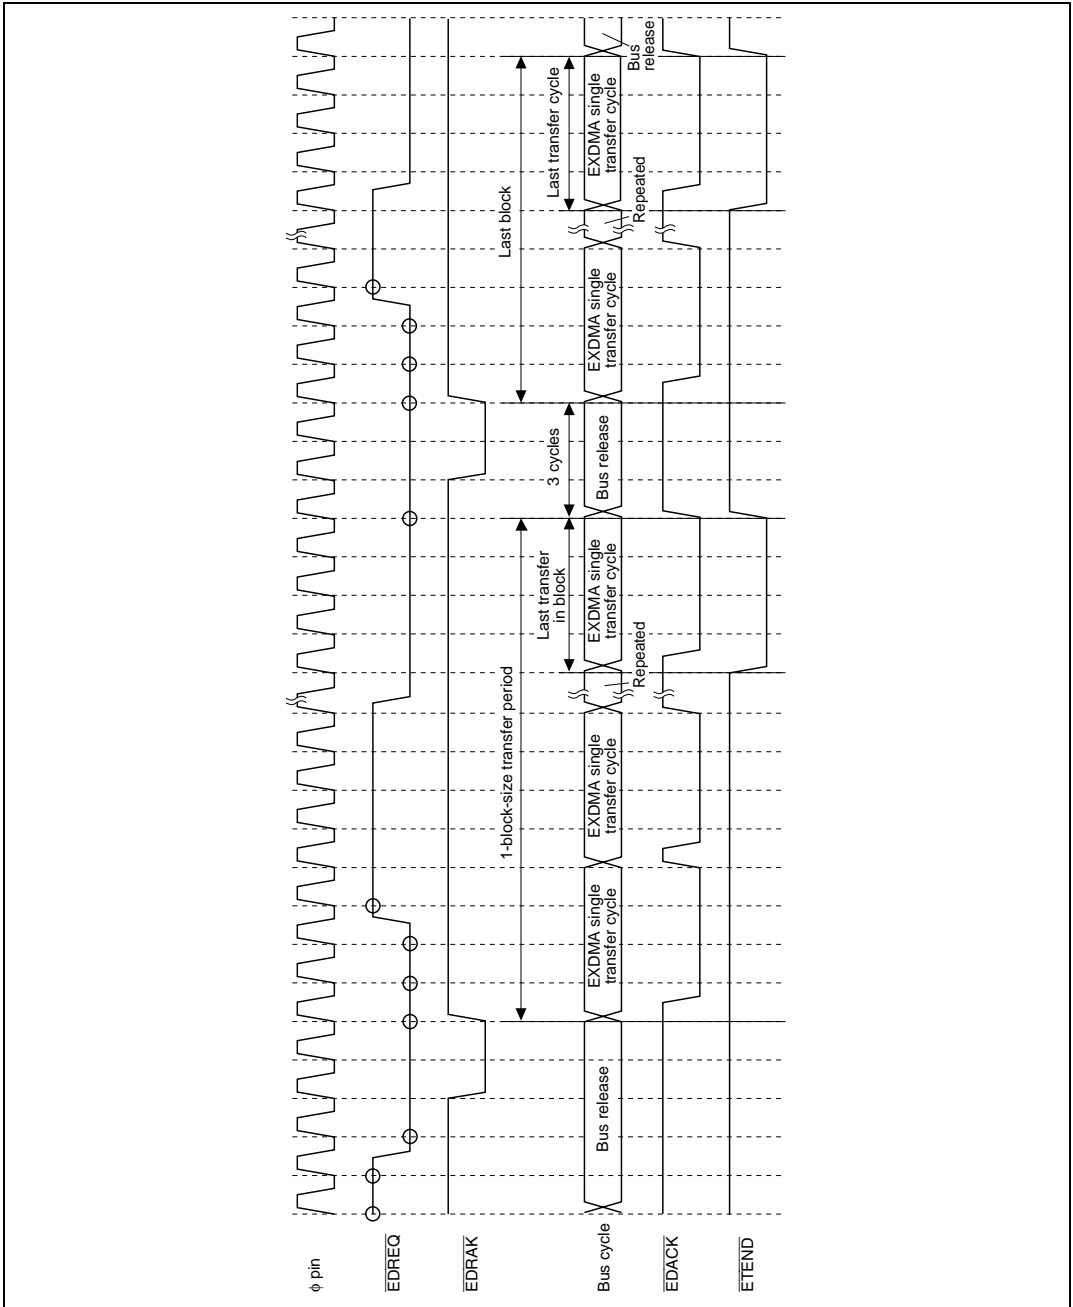 φ pin
EDREQ
EDRAK
1-block-size transfer period
Last block
Last transfer
in block
3 cycles
Last transfer cycle
Bus cycle
Bus release
EXDMA single
transfer cycle
EXDMA single
transfer cycle
Repeated
EXDMA single
transfer cycle
Bus release
EXDMA single
transfer cycle
Repeated
EXDMA single
transfer cycle
Bus
release
EDACK
ETEND